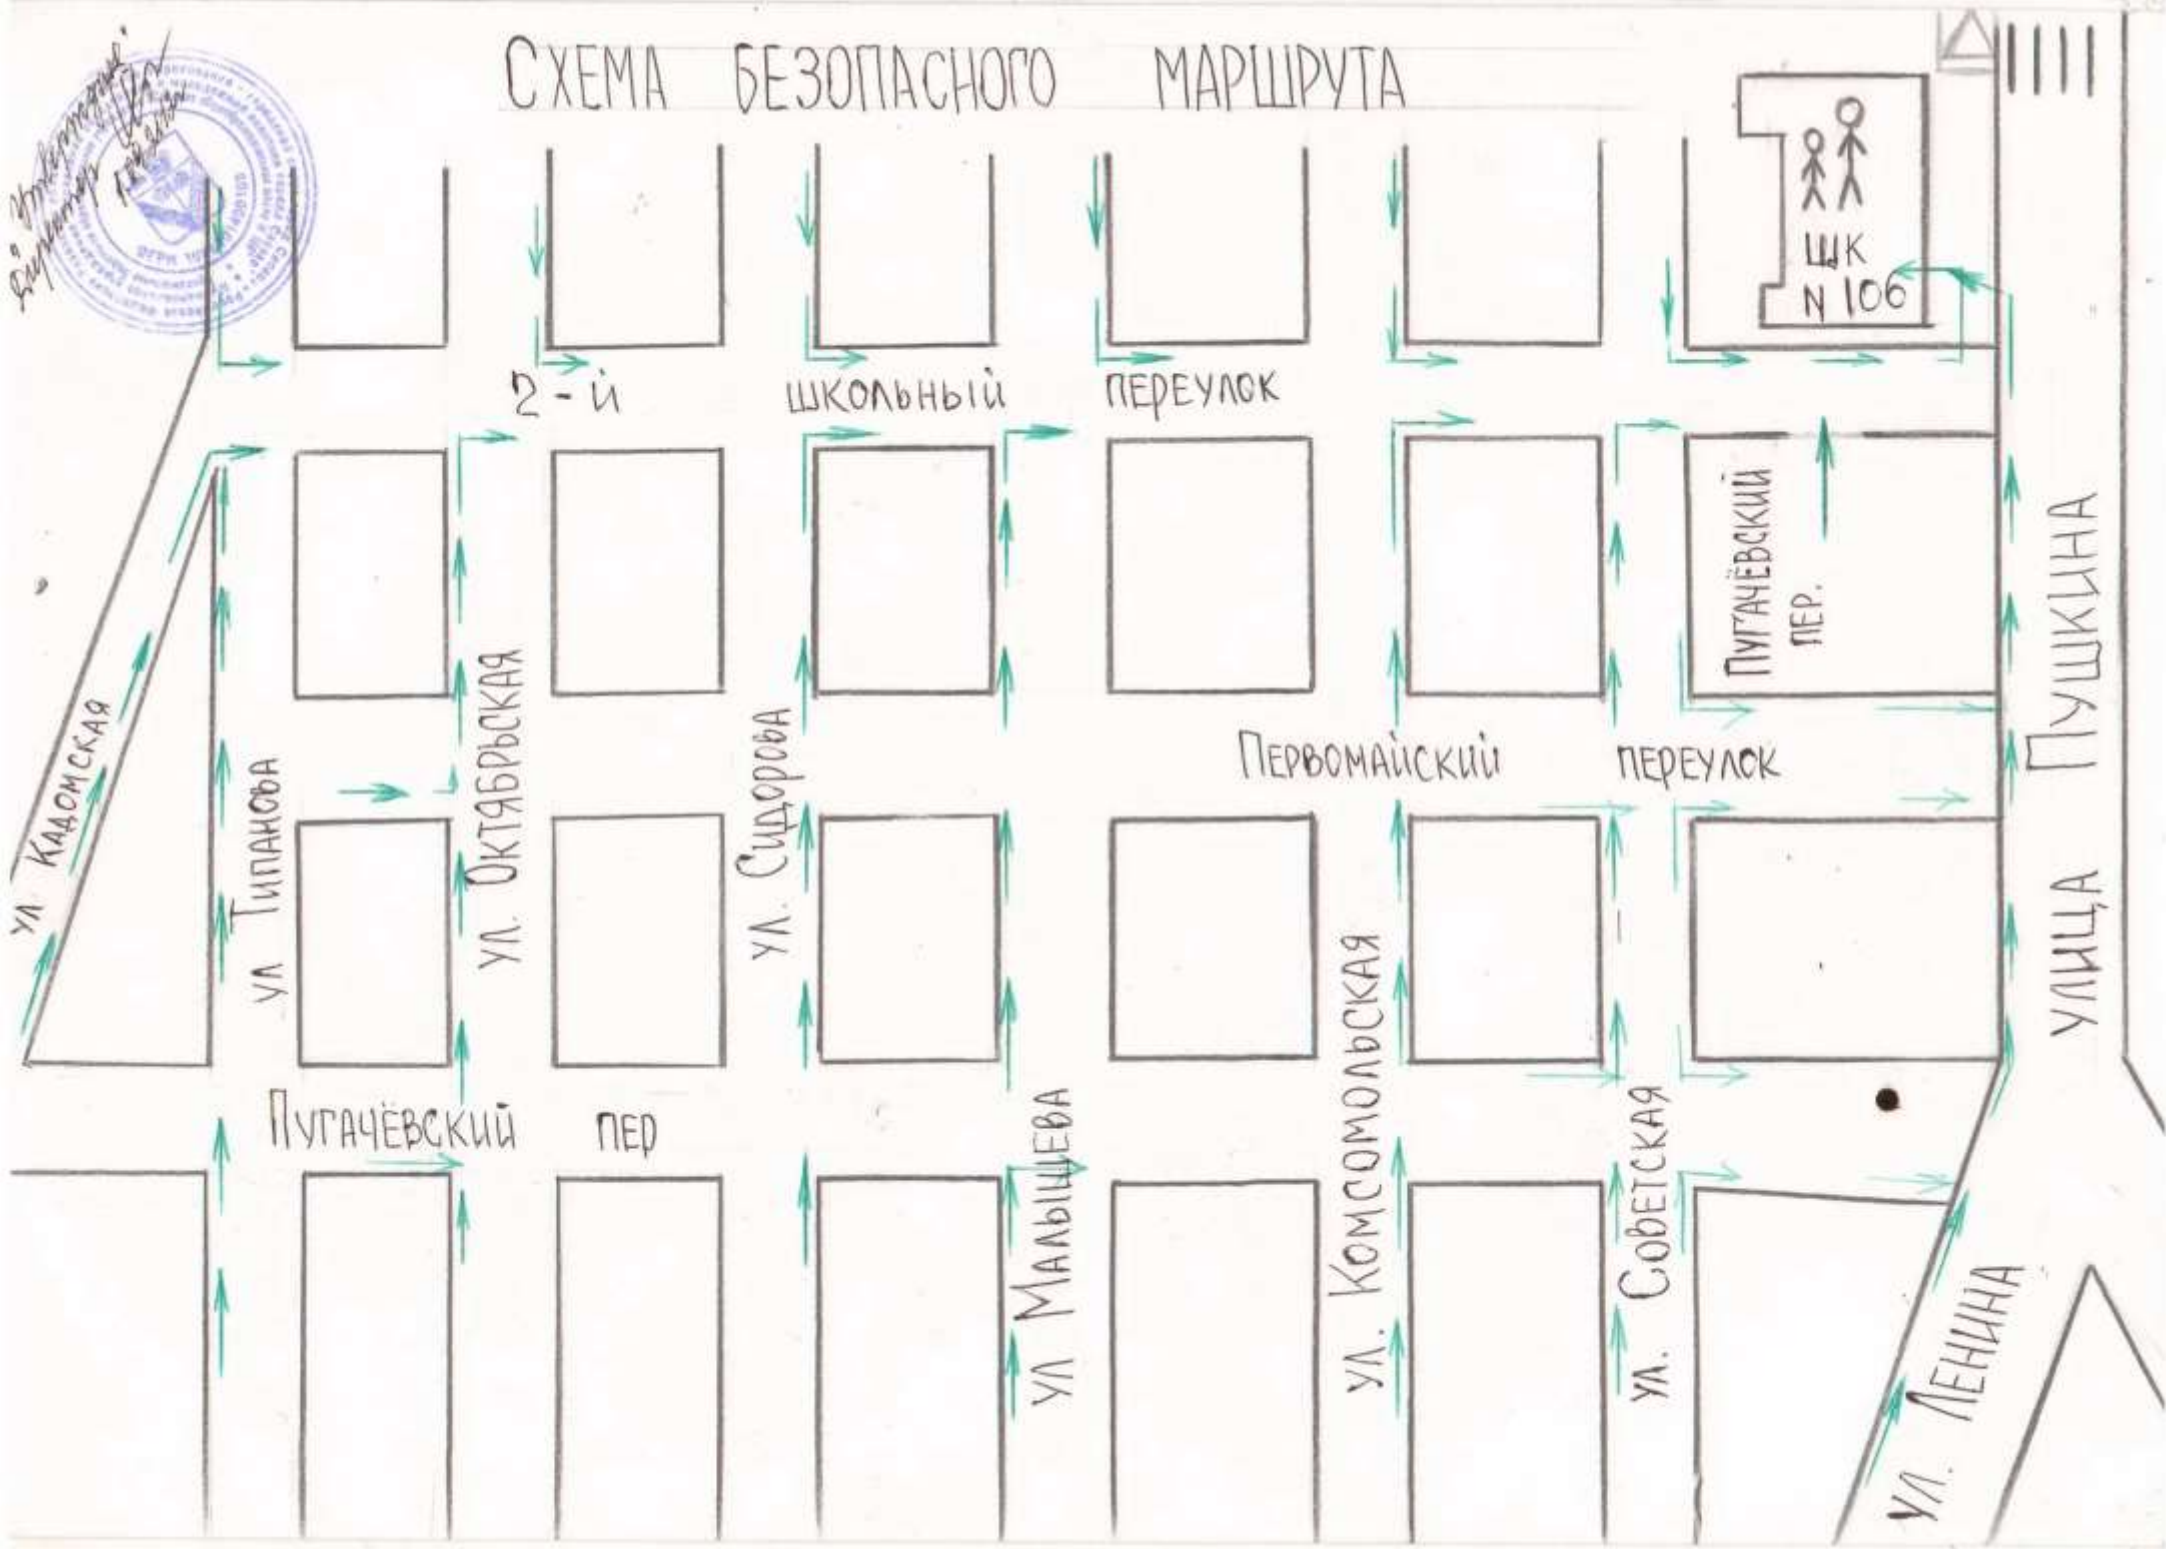 СХЕМА БЕЗОПАСНОГО МАРШРУТА
ШК
N 106
2-й ШКОЛЬНЫЙ ПЕРЕУЛОК
ПУГАЧЁВСКИЙ
ПЕР.
УЛ КАДОМСКАЯ
УЛ ТИПАНОВА
УЛ. ОКТЯБРЬСКАЯ
УЛ. СИДОРОВА
ПЕРВОМАЙСКИЙ ПЕРЕУЛОК
УЛИЦА ПУШКИНА
ПУГАЧЁВСКИЙ ПЕР
УЛ МАЛЫШЕВА
УЛ. КОМСОМОЛЬСКАЯ
УЛ. СОВЕТСКАЯ
УЛ. ЛЕНИНА